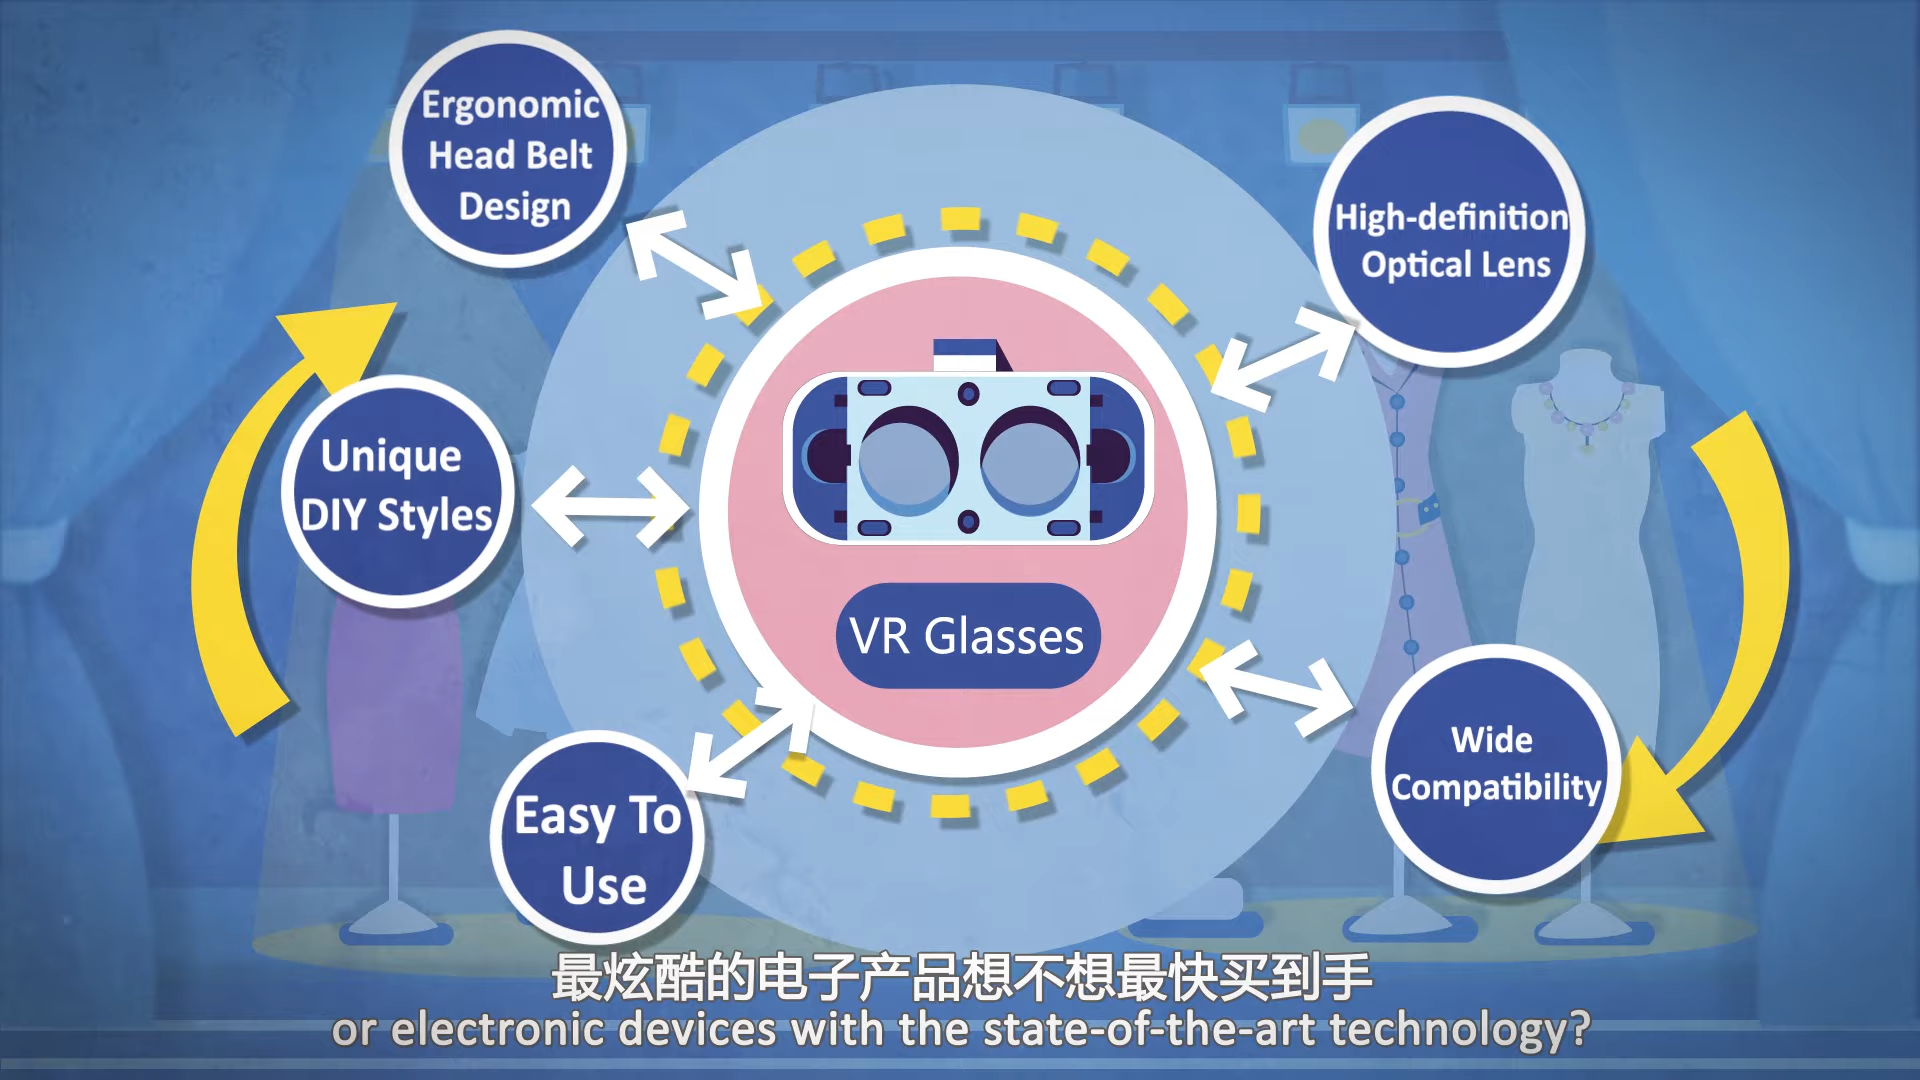 Ergonomic
Head Belt
Design
High-definition
Optical Lens
Unique
DIY Styles
VR Glasses
Wide
Compatibility
Easy To
Use
最炫酷的电子产品想不想最快买到手
or electronic devices with the state-of-the-art technology?